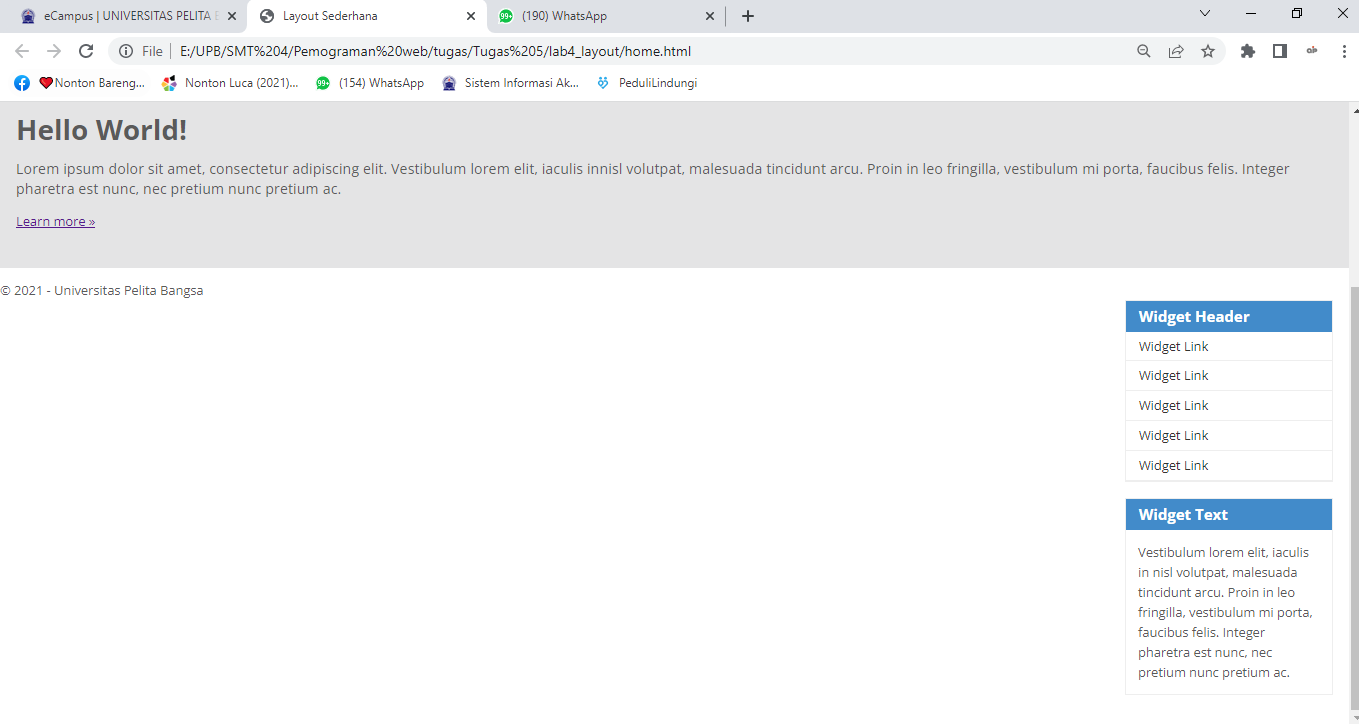 eCampus | UNIVERSITAS PELITA
Layout Sederhana
99+ (190) WhatsApp
File E:/UPB/SMT%204/Pemograman%20web/tugas/Tugas%205/lab4_layout/home.html
Nonton Bareng...
Nonton Luca (2021)...
99+ (154) WhatsApp
Sistem Informasi Ak...
PeduliLindungi
Hello World!
Lorem ipsum dolor sit amet, consectetur adipiscing elit. Vestibulum lorem elit, iaculis innisl volutpat, malesuada tincidunt arcu. Proin in leo fringilla, vestibulum mi porta, faucibus felis. Integer
pharetra est nunc, nec pretium nunc pretium ac.
Learn more »
© 2021 - Universitas Pelita Bangsa
Widget Header
Widget Link
Widget Link
Widget Link
Widget Link
Widget Link
Widget Text
Vestibulum lorem elit, iaculis
in nisl volutpat, malesuada
tincidunt arcu. Proin in leo
fringilla, vestibulum mi porta,
faucibus felis. Integer
pharetra est nunc, nec
pretium nunc pretium ac.